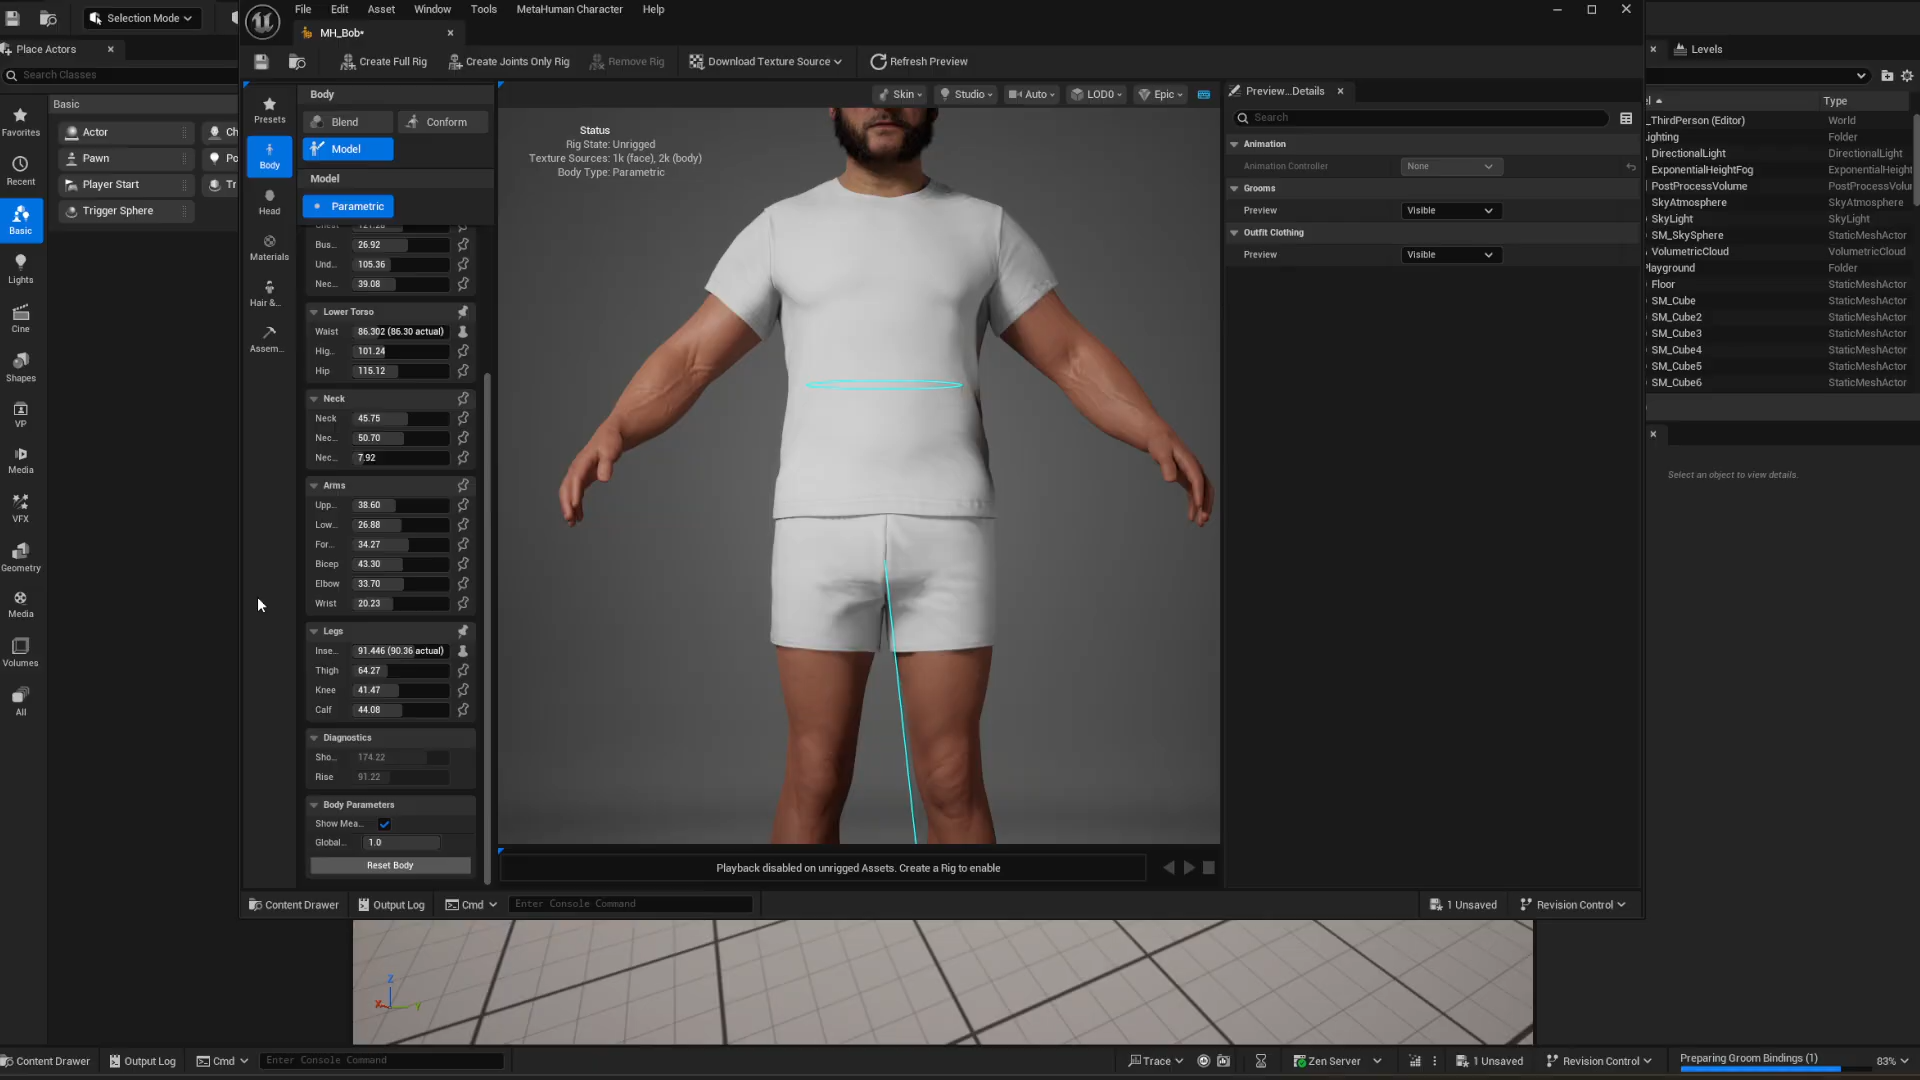 Selection Mode
File Edit Asset Window Tools MetaHuman Character Help
MH_Bob*
Place Actors
Levels
Create Full Rig
Create Joints Only Rig
Remove Rig
Download Texture Source
Refresh Preview
Search Classes
Basic
Actor
Ch
Pawn
Po
Player Start
Tr
Trigger Sphere
Favorites
Recent
Basic
Lights
Cine
Shapes
VP
Media
VFX
Geometry
Media
Volumes
All
Presets
Body
Head
Materials
Hair &...
Assem...
Body
Blend
Conform
Model
Model
Parametric
Bus... 26.92
Und... 105.36
Nec... 39.08
Lower Torso
Waist 86.302 (86.30 actual)
Hig... 101.24
Hip 115.12
Neck
Neck 45.75
Nec... 50.70
Nec... 7.92
Arms
Upp... 38.60
Low... 26.88
For... 34.27
Bicep 43.30
Elbow 33.70
Wrist 20.23
Legs
Inse... 91.446 (90.36 actual)
Thigh 64.27
Knee 41.47
Calf 44.08
Diagnostics
Sho... 174.22
Rise 91.22
Body Parameters
Show Mea...
Global... 1.0
Reset Body
Skin
Studio
Auto
LOD0
Epic
Status
Rig State: Unrigged
Texture Sources: 1k (face), 2k (body)
Body Type: Parametric
Playback disabled on unrigged Assets. Create a Rig to enable
Preview...Details
Search
Animation
Animation Controller None
Grooms
Preview Visible
Outfit Clothing
Preview Visible
el Type
_ThirdPerson (Editor) World
ighting Folder
DirectionalLight DirectionalLight
ExponentialHeightFog ExponentialHeight
PostProcessVolume PostProcessVolu
SkyAtmosphere SkyAtmosphere
SkyLight SkyLight
SM_SkySphere StaticMeshActor
VolumetricCloud VolumetricCloud
Playground Folder
Floor StaticMeshActor
SM_Cube StaticMeshActor
SM_Cube2 StaticMeshActor
SM_Cube3 StaticMeshActor
SM_Cube4 StaticMeshActor
SM_Cube5 StaticMeshActor
SM_Cube6 StaticMeshActor
Select an object to view details.
Content Drawer
Output Log
Cmd
Enter Console Command
1 Unsaved
Revision Control
Z
X
Y
Content Drawer
Output Log
Cmd
Enter Console Command
Trace
Zen Server
1 Unsaved
Revision Control
Preparing Groom Bindings (1)
83%